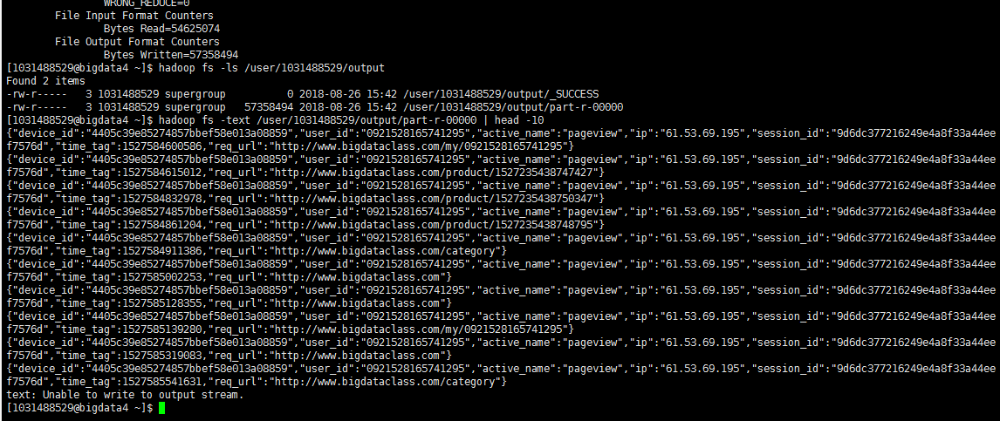 WRONG_REDUCE=0
File Input Format Counters
Bytes Read=54625074
File Output Format Counters
Bytes Written=57358494
[1031488529@bigdata4 ~]$ hadoop fs -ls /user/1031488529/output
Found 2 items
-rw-r-----   3 1031488529 supergroup          0 2018-08-26 15:42 /user/1031488529/output/_SUCCESS
-rw-r-----   3 1031488529 supergroup   57358494 2018-08-26 15:42 /user/1031488529/output/part-r-00000
[1031488529@bigdata4 ~]$ hadoop fs -text /user/1031488529/output/part-r-00000 | head -10
{"device_id":"4405c39e85274857bbef58e013a08859","user_id":"0921528165741295","active_name":"pageview","ip":"61.53.69.195","session_id":"9d6dc377216249e4a8f33a44ee
f7576d","time_tag":1527584600586,"req_url":"http://www.bigdataclass.com/my/0921528165741295"}
{"device_id":"4405c39e85274857bbef58e013a08859","user_id":"0921528165741295","active_name":"pageview","ip":"61.53.69.195","session_id":"9d6dc377216249e4a8f33a44ee
f7576d","time_tag":1527584615012,"req_url":"http://www.bigdataclass.com/product/1527235438747427"}
{"device_id":"4405c39e85274857bbef58e013a08859","user_id":"0921528165741295","active_name":"pageview","ip":"61.53.69.195","session_id":"9d6dc377216249e4a8f33a44ee
f7576d","time_tag":1527584832978,"req_url":"http://www.bigdataclass.com/product/1527235438750347"}
{"device_id":"4405c39e85274857bbef58e013a08859","user_id":"0921528165741295","active_name":"pageview","ip":"61.53.69.195","session_id":"9d6dc377216249e4a8f33a44ee
f7576d","time_tag":1527584861204,"req_url":"http://www.bigdataclass.com/product/1527235438748795"}
{"device_id":"4405c39e85274857bbef58e013a08859","user_id":"0921528165741295","active_name":"pageview","ip":"61.53.69.195","session_id":"9d6dc377216249e4a8f33a44ee
f7576d","time_tag":1527584911386,"req_url":"http://www.bigdataclass.com/category"}
{"device_id":"4405c39e85274857bbef58e013a08859","user_id":"0921528165741295","active_name":"pageview","ip":"61.53.69.195","session_id":"9d6dc377216249e4a8f33a44ee
f7576d","time_tag":1527585002253,"req_url":"http://www.bigdataclass.com"}
{"device_id":"4405c39e85274857bbef58e013a08859","user_id":"0921528165741295","active_name":"pageview","ip":"61.53.69.195","session_id":"9d6dc377216249e4a8f33a44ee
f7576d","time_tag":1527585128355,"req_url":"http://www.bigdataclass.com"}
{"device_id":"4405c39e85274857bbef58e013a08859","user_id":"0921528165741295","active_name":"pageview","ip":"61.53.69.195","session_id":"9d6dc377216249e4a8f33a44ee
f7576d","time_tag":1527585139280,"req_url":"http://www.bigdataclass.com/my/0921528165741295"}
{"device_id":"4405c39e85274857bbef58e013a08859","user_id":"0921528165741295","active_name":"pageview","ip":"61.53.69.195","session_id":"9d6dc377216249e4a8f33a44ee
f7576d","time_tag":1527585319083,"req_url":"http://www.bigdataclass.com"}
{"device_id":"4405c39e85274857bbef58e013a08859","user_id":"0921528165741295","active_name":"pageview","ip":"61.53.69.195","session_id":"9d6dc377216249e4a8f33a44ee
f7576d","time_tag":1527585541631,"req_url":"http://www.bigdataclass.com/category"}
text: Unable to write to output stream.
[1031488529@bigdata4 ~]$